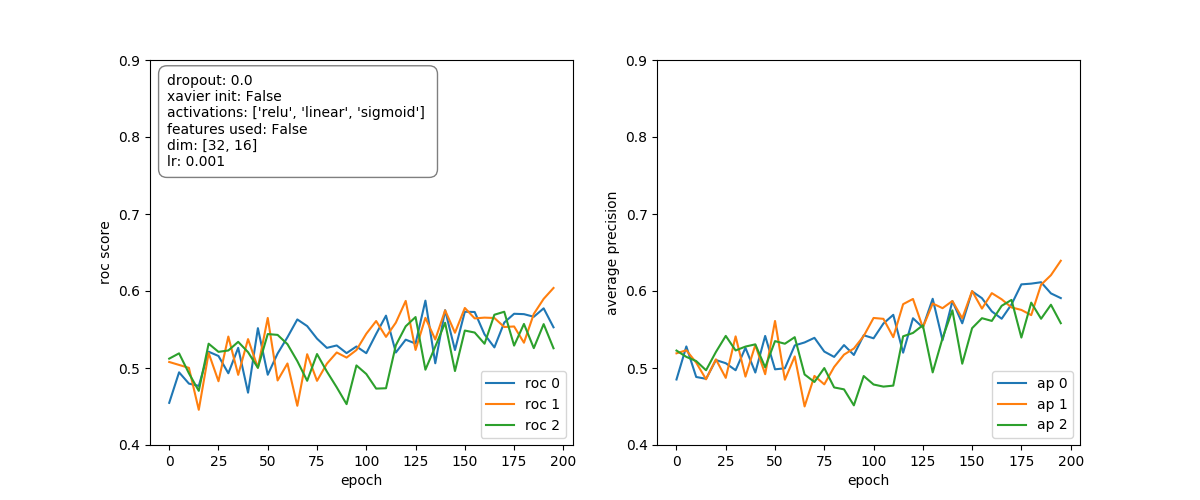 0.9
0.8
0.7
0.6
0.5
0.4
roc score
dropout: 0.0
xavier init: False
activations: ['relu', 'linear', 'sigmoid']
features used: False
dim: [32, 16]
lr: 0.001
roc 0
roc 1
roc 2
0 25 50 75 100 125 150 175 200
epoch
0.9
0.8
0.7
0.6
0.5
0.4
average precision
ap 0
ap 1
ap 2
0 25 50 75 100 125 150 175 200
epoch